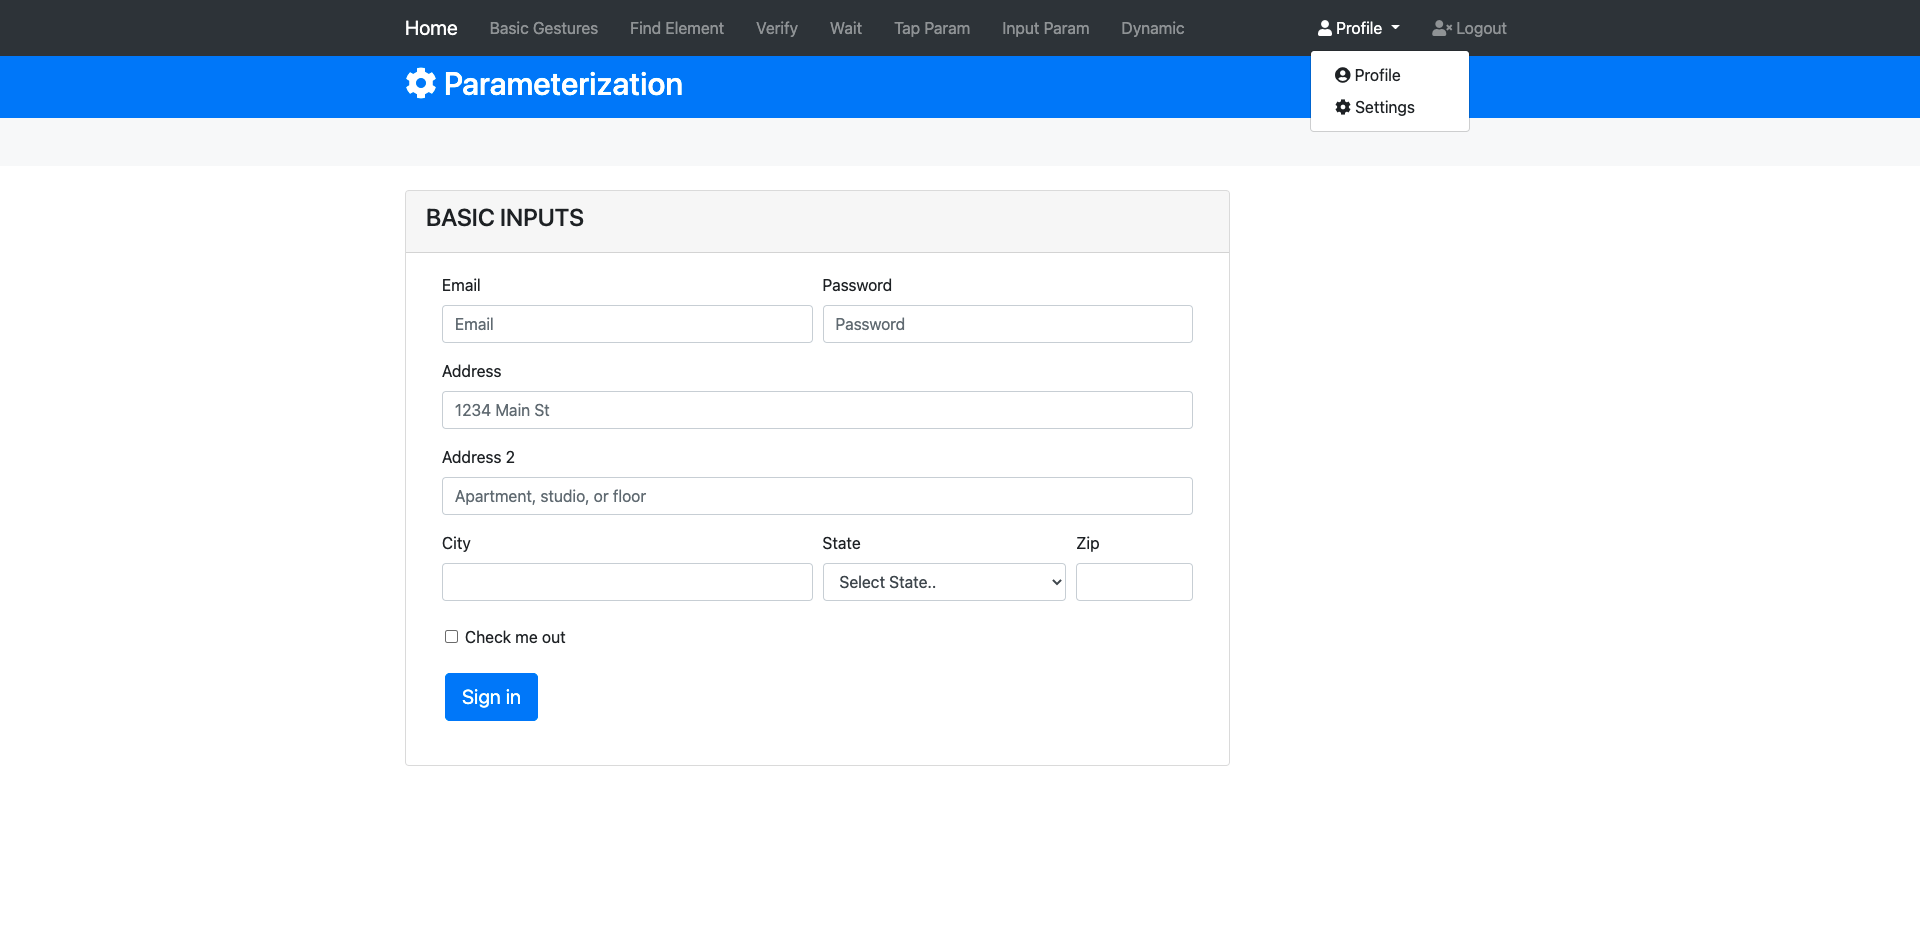 Home Basic Gestures Find Element Verify Wait Tap Param Input Param Dynamic Profile Logout
Profile
Settings
Parameterization
BASIC INPUTS
Email Password
Email Password
Address
1234 Main St
Address 2
Apartment, studio, or floor
City State Zip
Select State..
Check me out
Sign in